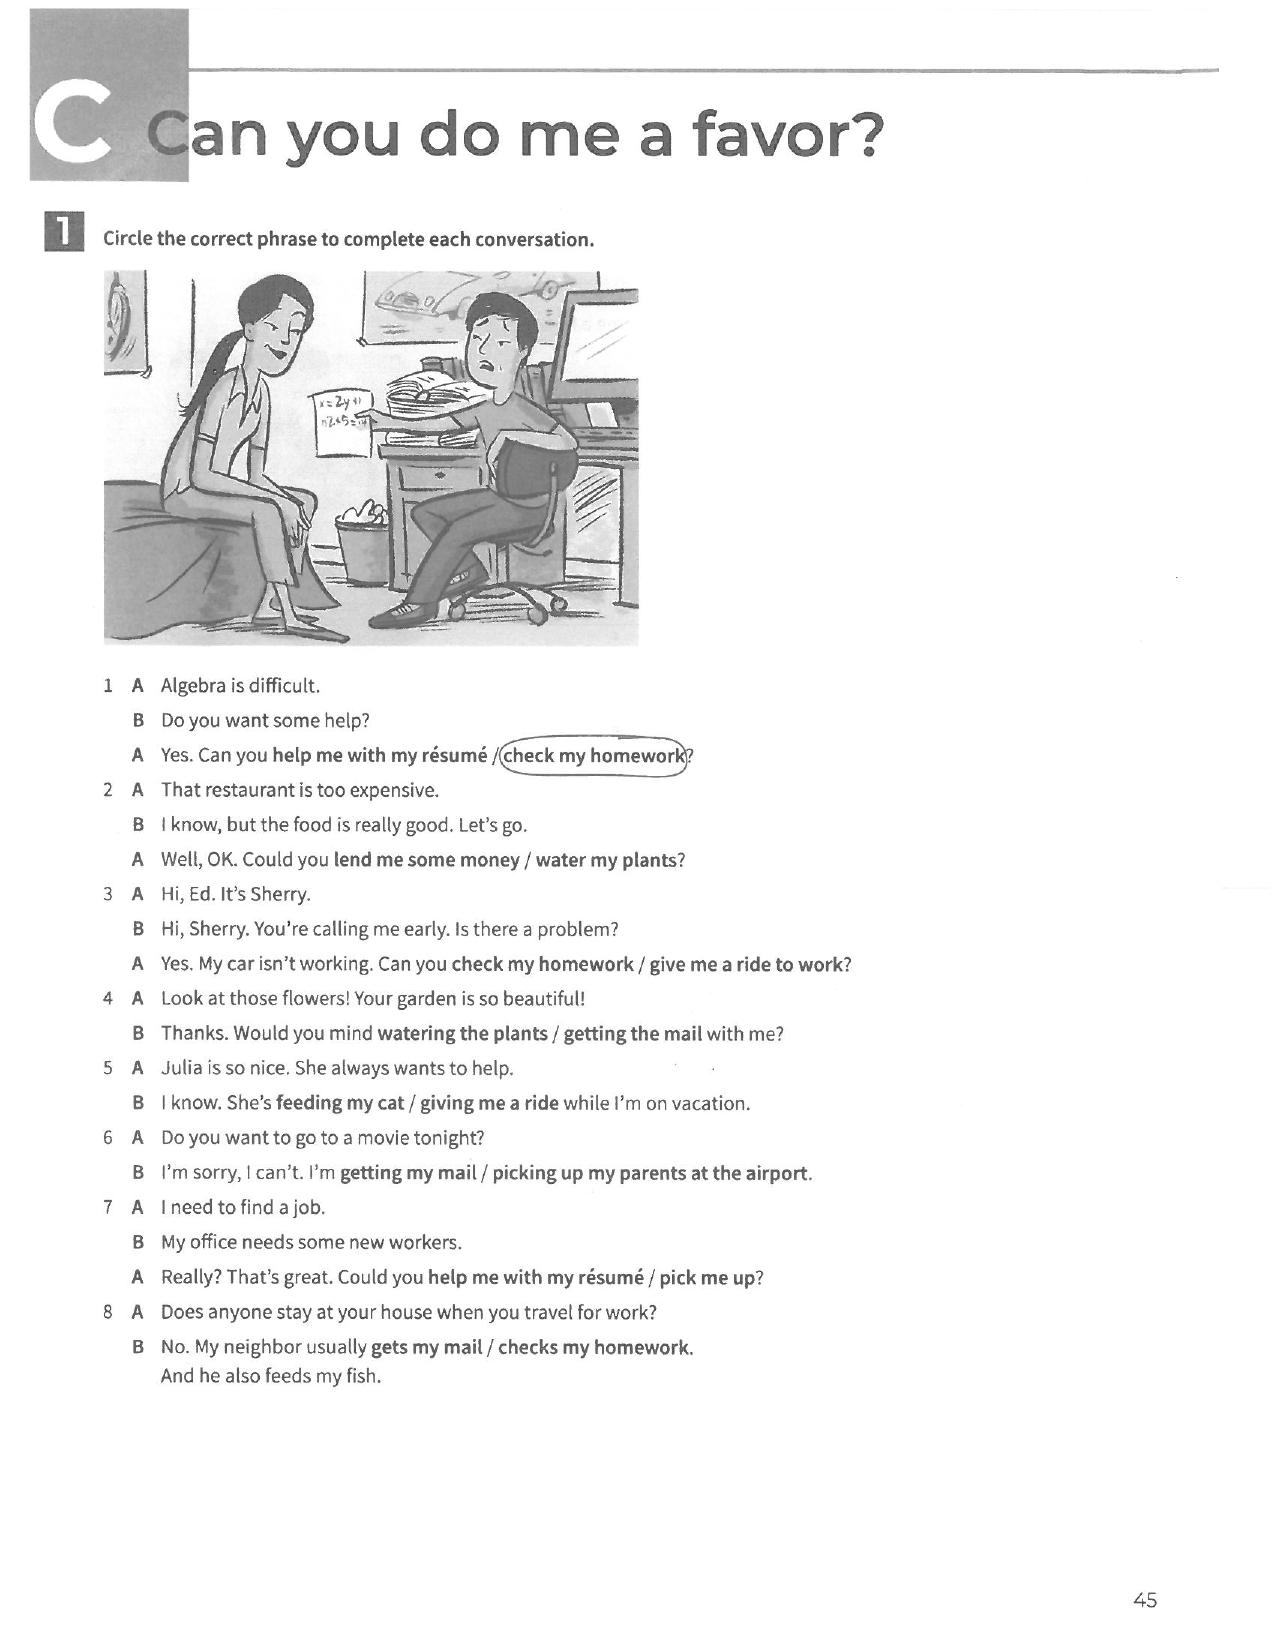 C Can you do me a favor?
1 Circle the correct phrase to complete each conversation.
x = 2y +1
1 A Algebra is difficult.
B Do you want some help?
A Yes. Can you help me with my résumé / check my homework?
2 A That restaurant is too expensive.
B I know, but the food is really good. Let's go.
A Well, OK. Could you lend me some money / water my plants?
3 A Hi, Ed. It's Sherry.
B Hi, Sherry. You're calling me early. Is there a problem?
A Yes. My car isn't working. Can you check my homework / give me a ride to work?
4 A Look at those flowers! Your garden is so beautiful!
B Thanks. Would you mind watering the plants / getting the mail with me?
5 A Julia is so nice. She always wants to help.
B I know. She's feeding my cat / giving me a ride while I'm on vacation.
6 A Do you want to go to a movie tonight?
B I'm sorry, I can't. I'm getting my mail / picking up my parents at the airport.
7 A I need to find a job.
B My office needs some new workers.
A Really? That's great. Could you help me with my résumé / pick me up?
8 A Does anyone stay at your house when you travel for work?
B No. My neighbor usually gets my mail / checks my homework.
And he also feeds my fish.
45